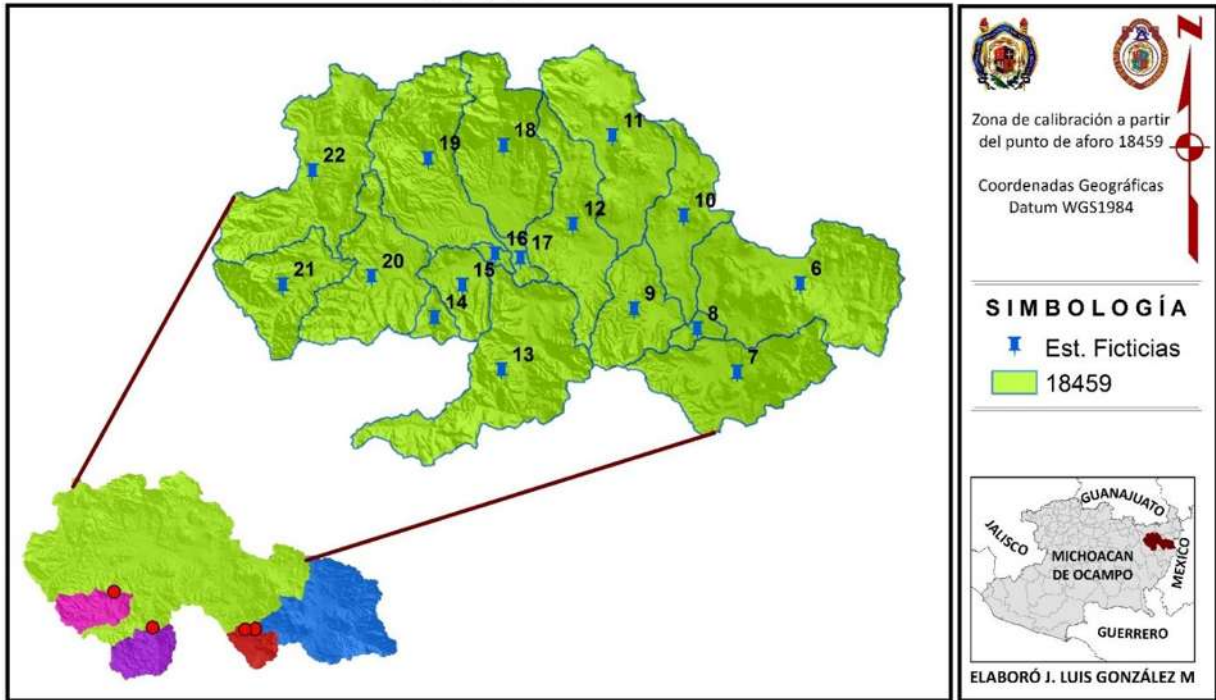 22
19
18
11
12
10
16
17
6
21
20
15
14
9
8
13
7
Z
Zona de calibración a partir
del punto de aforo 18459
Coordenadas Geográficas
Datum WGS1984
SIMBOLOGÍA
Est. Ficticias
18459
GUANAJUATO
JALISCO
MICHOACAN
DE OCAMPO
MEXICO
GUERRERO
ELABORÓ J. LUIS GONZÁLEZ M